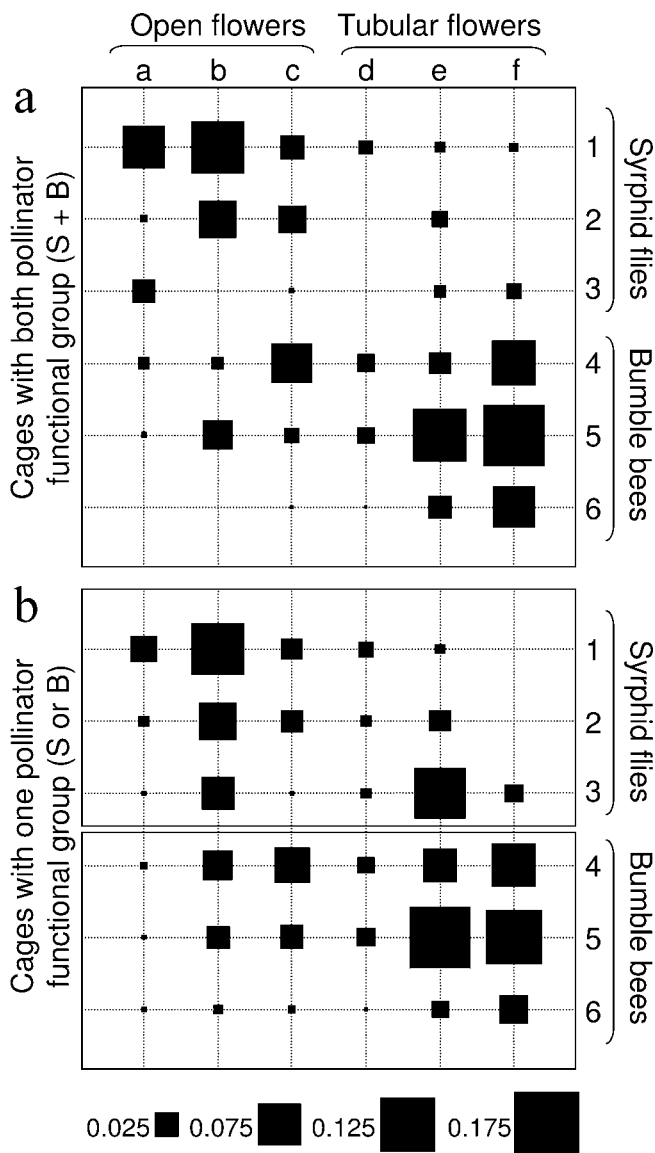 Open flowers Tubular flowers
a b c d e f
a
Cages with both pollinator
functional group (S + B)
1
2
3
4
5
6
Syrphid flies
Bumble bees
b
Cages with one pollinator
functional group (S or B)
1
2
3
4
5
6
Syrphid flies
Bumble bees
0.025 0.075 0.125 0.175